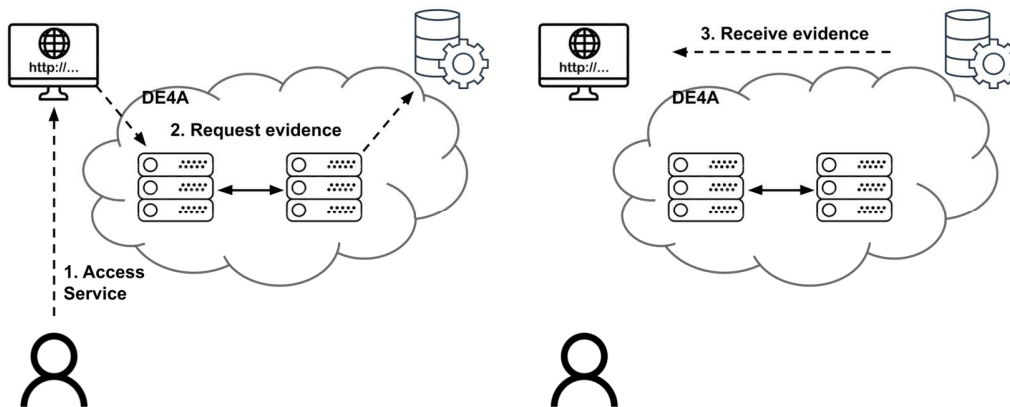 http://...
DE4A
2. Request evidence
1. Access
Service
3. Receive evidence
http://...
DE4A